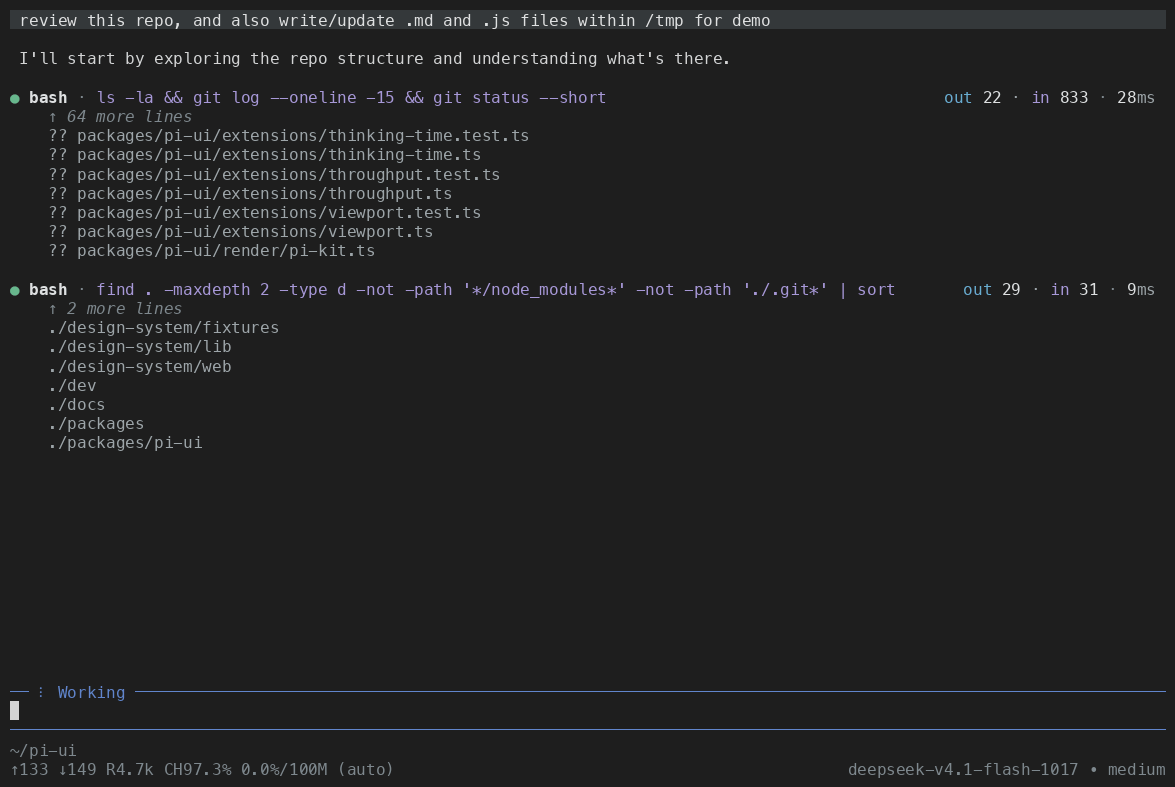 review this repo, and also write/update .md and .js files within /tmp for demo
I'll start by exploring the repo structure and understanding what's there.
● bash · ls -la && git log --oneline -15 && git status --short out 22 · in 833 · 28ms
↑ 64 more lines
?? packages/pi-ui/extensions/thinking-time.test.ts
?? packages/pi-ui/extensions/thinking-time.ts
?? packages/pi-ui/extensions/throughput.test.ts
?? packages/pi-ui/extensions/throughput.ts
?? packages/pi-ui/extensions/viewport.test.ts
?? packages/pi-ui/extensions/viewport.ts
?? packages/pi-ui/render/pi-kit.ts
● bash · find . -maxdepth 2 -type d -not -path '*/node_modules*' -not -path './.git*' | sort out 29 · in 31 · 9ms
↑ 2 more lines
./design-system/fixtures
./design-system/lib
./design-system/web
./dev
./docs
./packages
./packages/pi-ui
Working
~/pi-ui
↑133 ↓149 R4.7k CH97.3% 0.0%/100M (auto) deepseek-v4.1-flash-1017 • medium